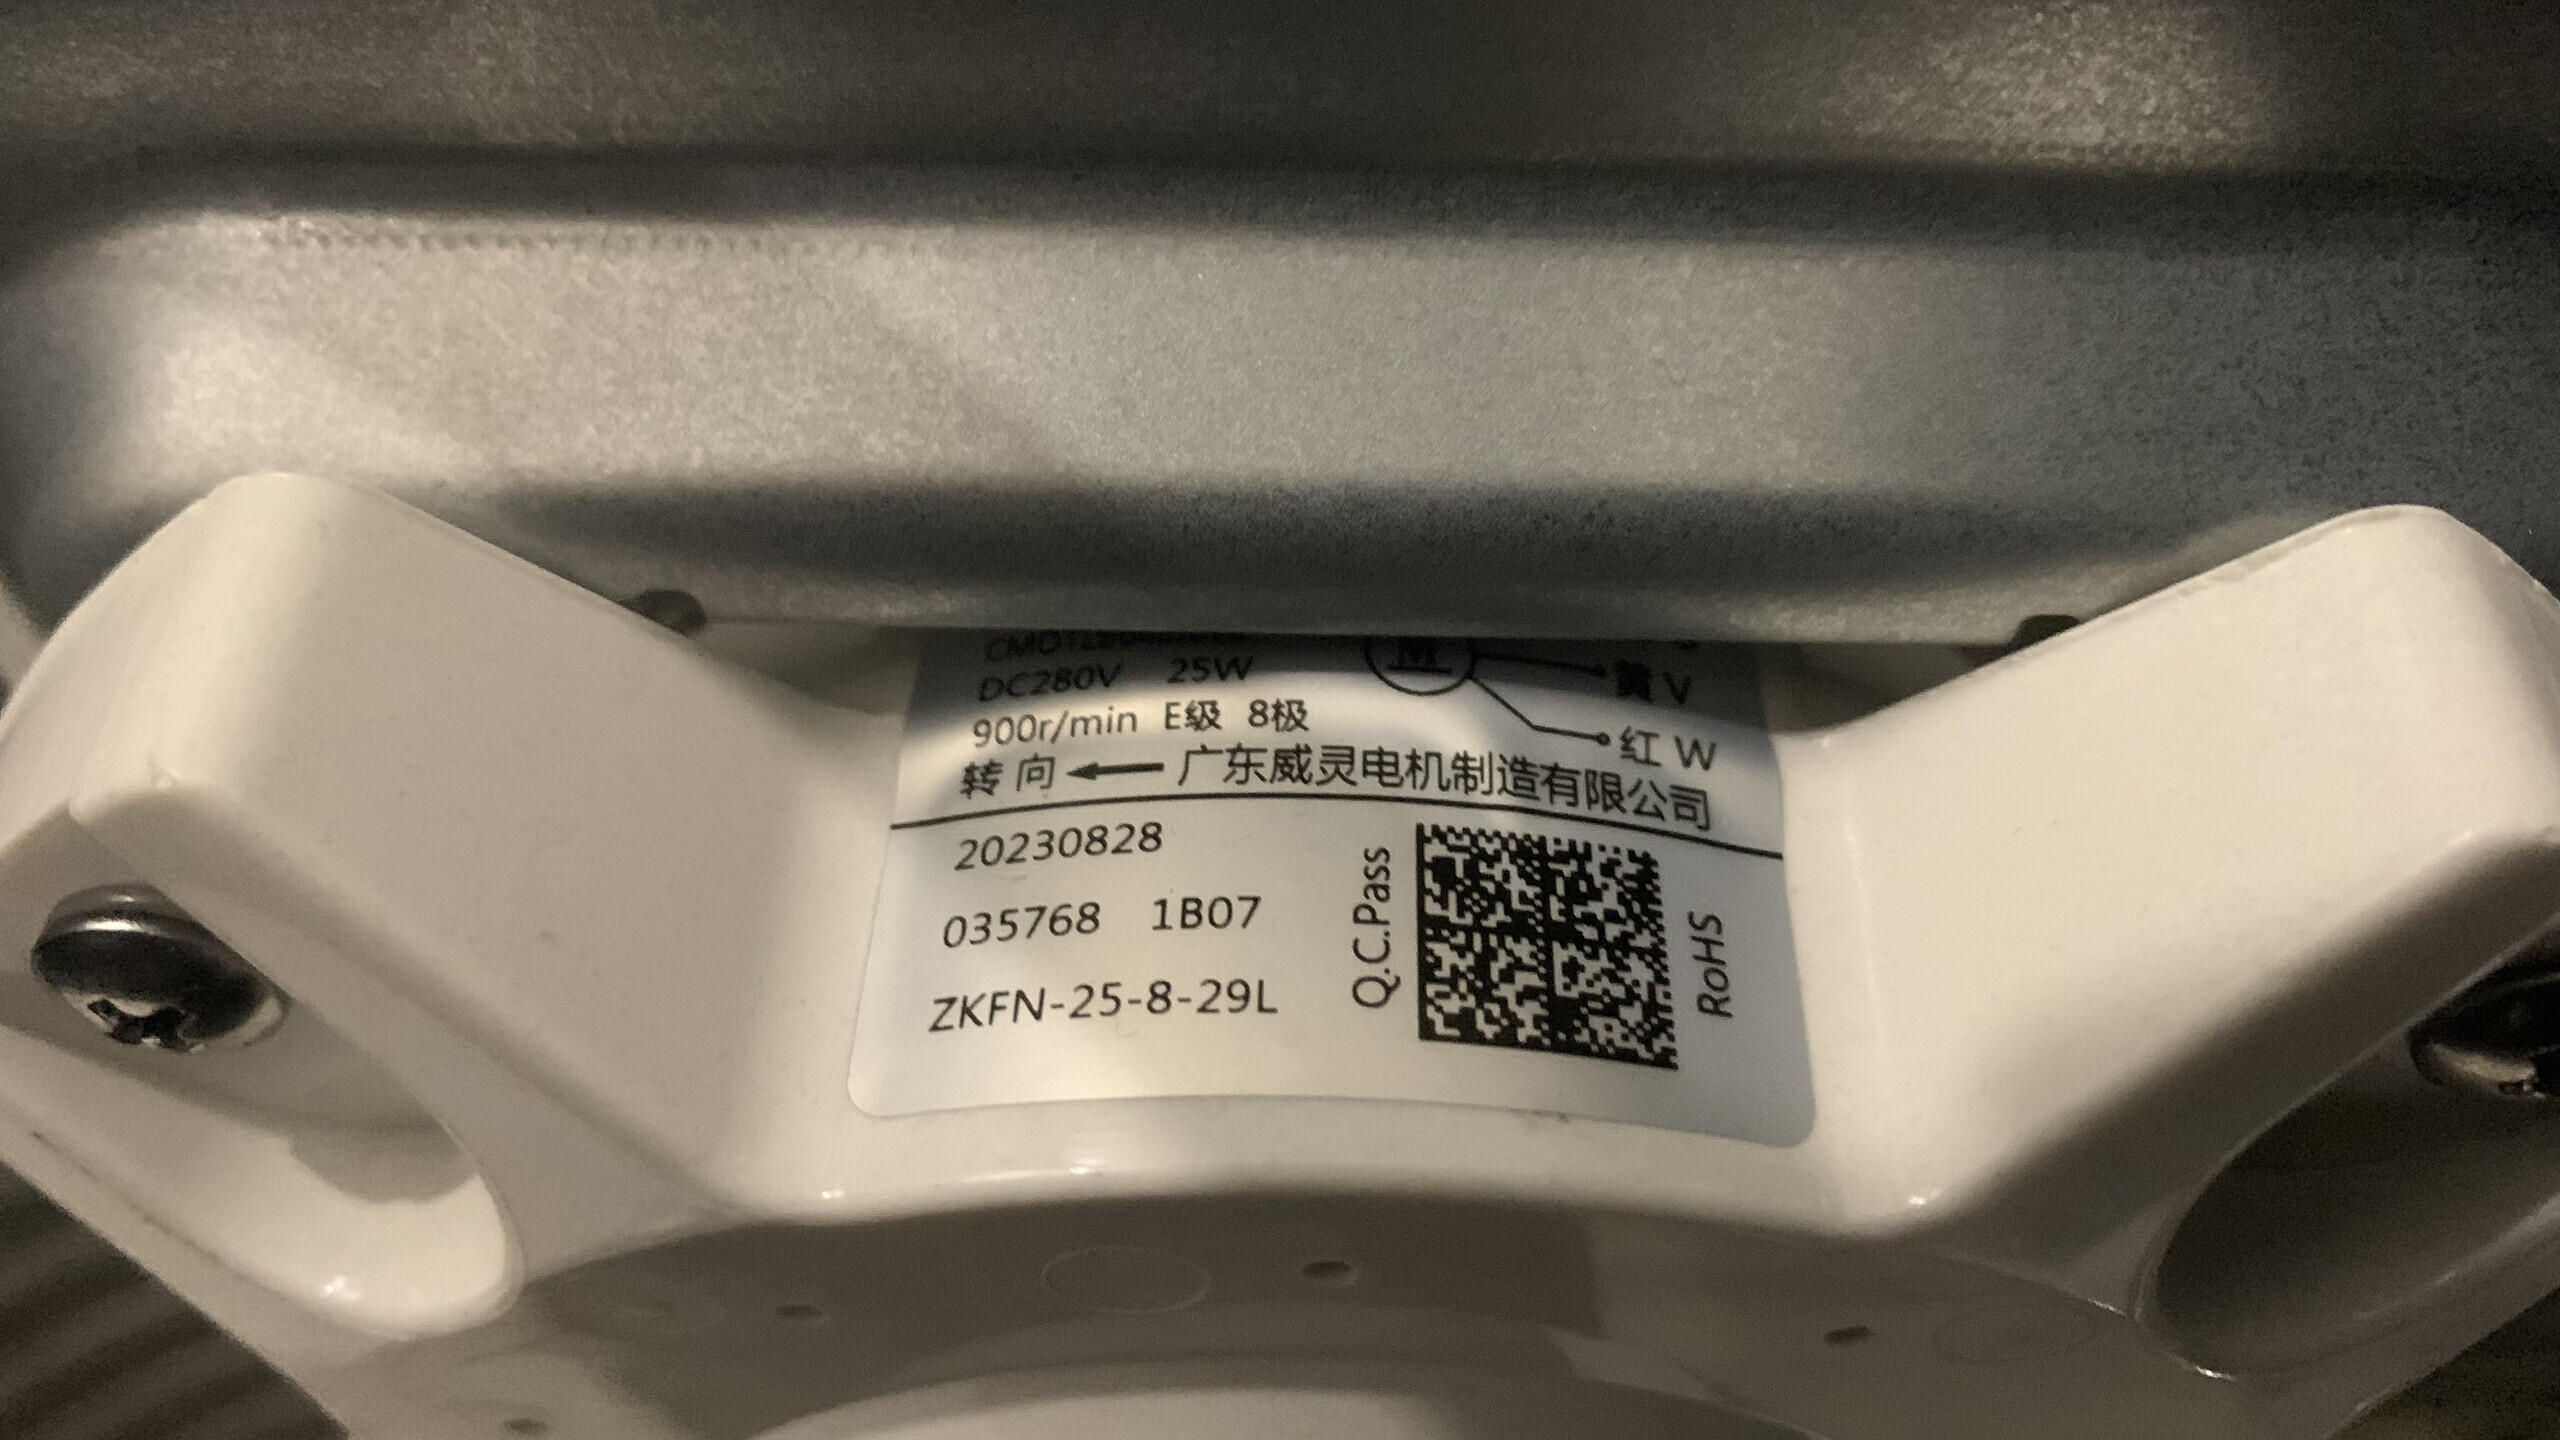 DC280V 25W
M
黄 V
900r/min E级 8极
红 W
转向 ← 广东威灵电机制造有限公司
20230828
035768 1B07
ZKFN-25-8-29L
Q.C.Pass
RoHS